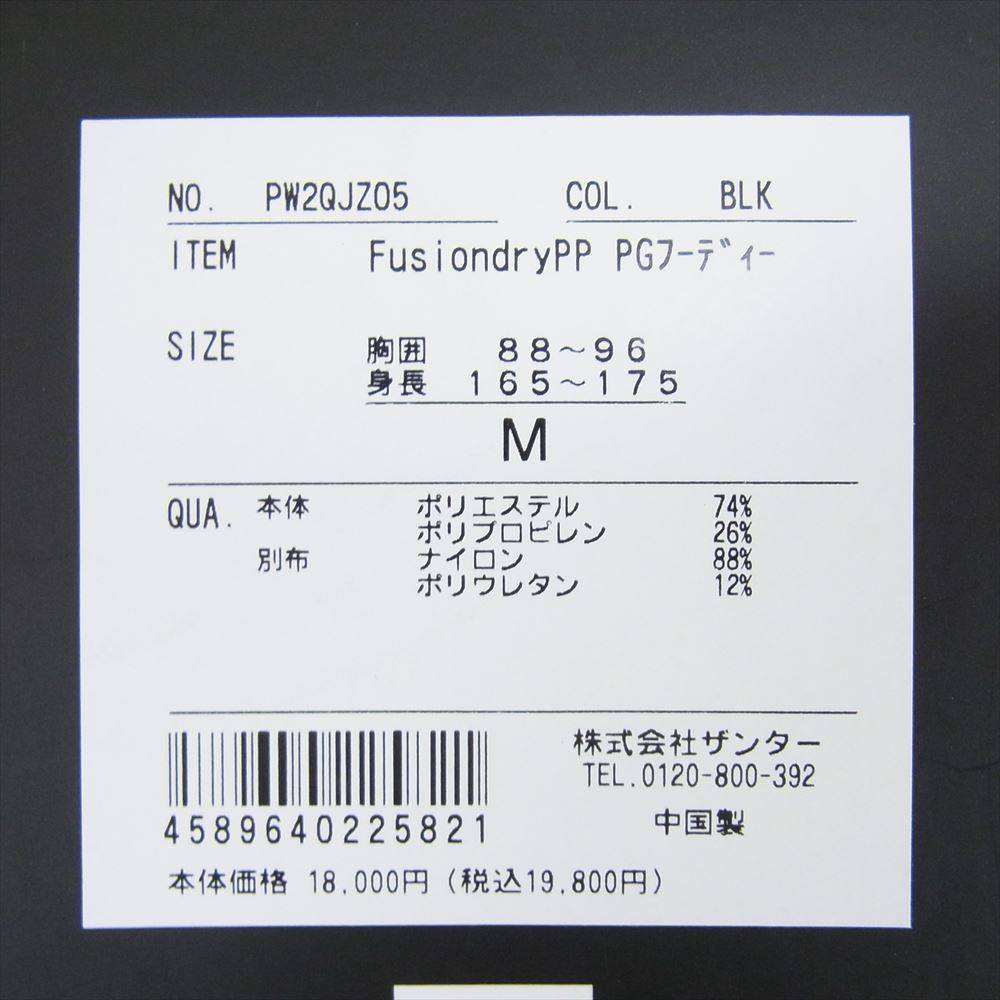 NO. PW2QJZ05 COL. BLK
ITEM FusiondryPP PGフーディー
SIZE 胸囲 88～96
身長 165～175
M
QUA. 本体 ポリエステル 74%
ポリプロピレン 26%
別布 ナイロン 88%
ポリウレタン 12%
株式会社ザンター
TEL.0120-800-392
4589640225821
中国製
本体価格 18,000円(税込19,800円)